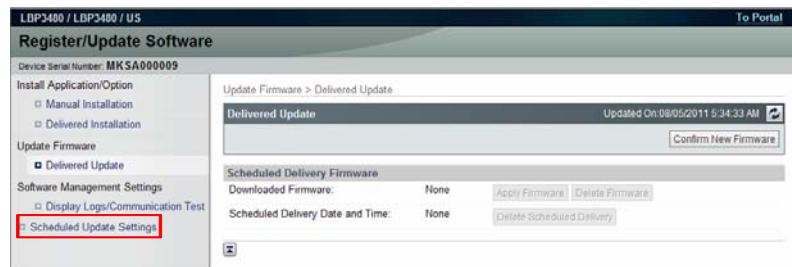 LBP3480 / LBP3480 / US
To Portal
Register/Update Software
Device Serial Number: MKSA000009
Install Application/Option
Manual Installation
Delivered Installation
Update Firmware
Delivered Update
Software Management Settings
Display Logs/Communication Test
Scheduled Update Settings
Update Firmware > Delivered Update
Delivered Update
Updated On:08/05/2011 5:34:33 AM
Confirm New Firmware
Scheduled Delivery Firmware
Downloaded Firmware: None Apply Firmware Delete Firmware
Scheduled Delivery Date and Time: None Delete Scheduled Delivery